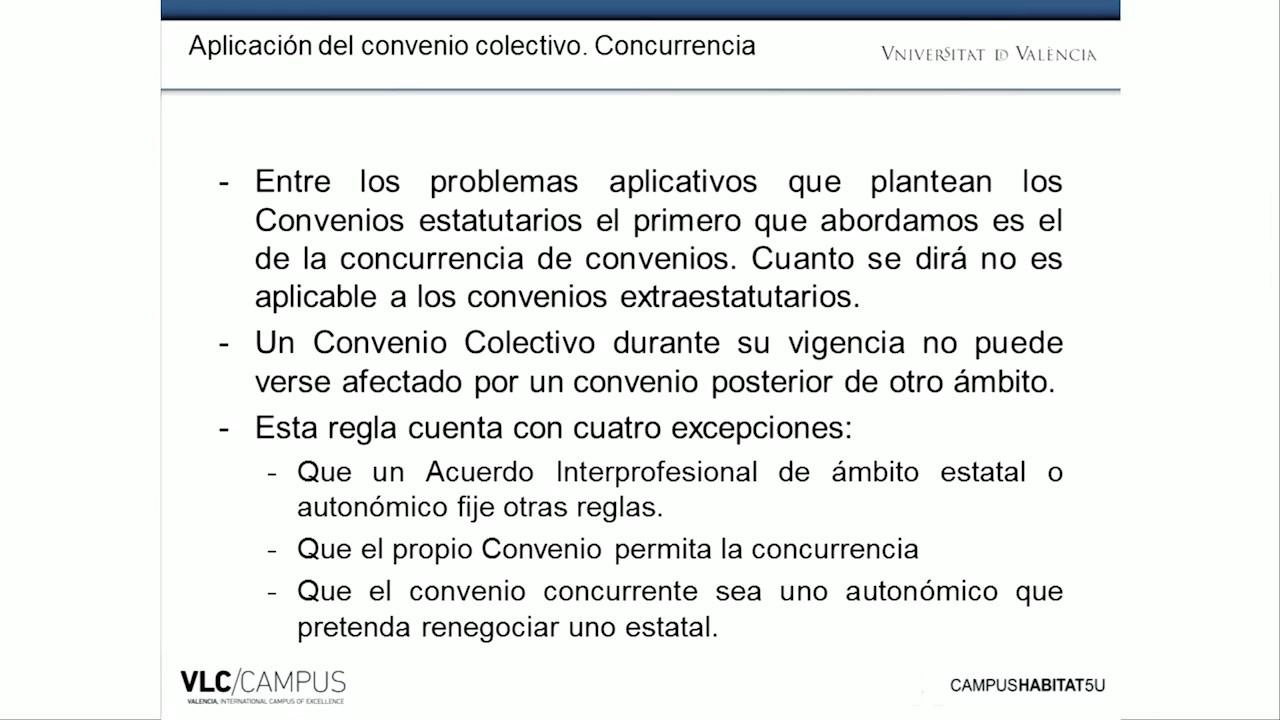 Aplicación del convenio colectivo. Concurrencia
VNIVERSITAT D VALÈNCIA
- Entre los problemas aplicativos que plantean los
Convenios estatutarios el primero que abordamos es el
de la concurrencia de convenios. Cuanto se dirá no es
aplicable a los convenios extraestatutarios.
- Un Convenio Colectivo durante su vigencia no puede
verse afectado por un convenio posterior de otro ámbito.
- Esta regla cuenta con cuatro excepciones:
- Que un Acuerdo Interprofesional de ámbito estatal o
autonómico fije otras reglas.
- Que el propio Convenio permita la concurrencia
- Que el convenio concurrente sea uno autonómico que
pretenda renegociar uno estatal.
VLC/CAMPUS
VALENCIA, INTERNATIONAL CAMPUS OF EXCELLENCE
CAMPUSHABITAT5U